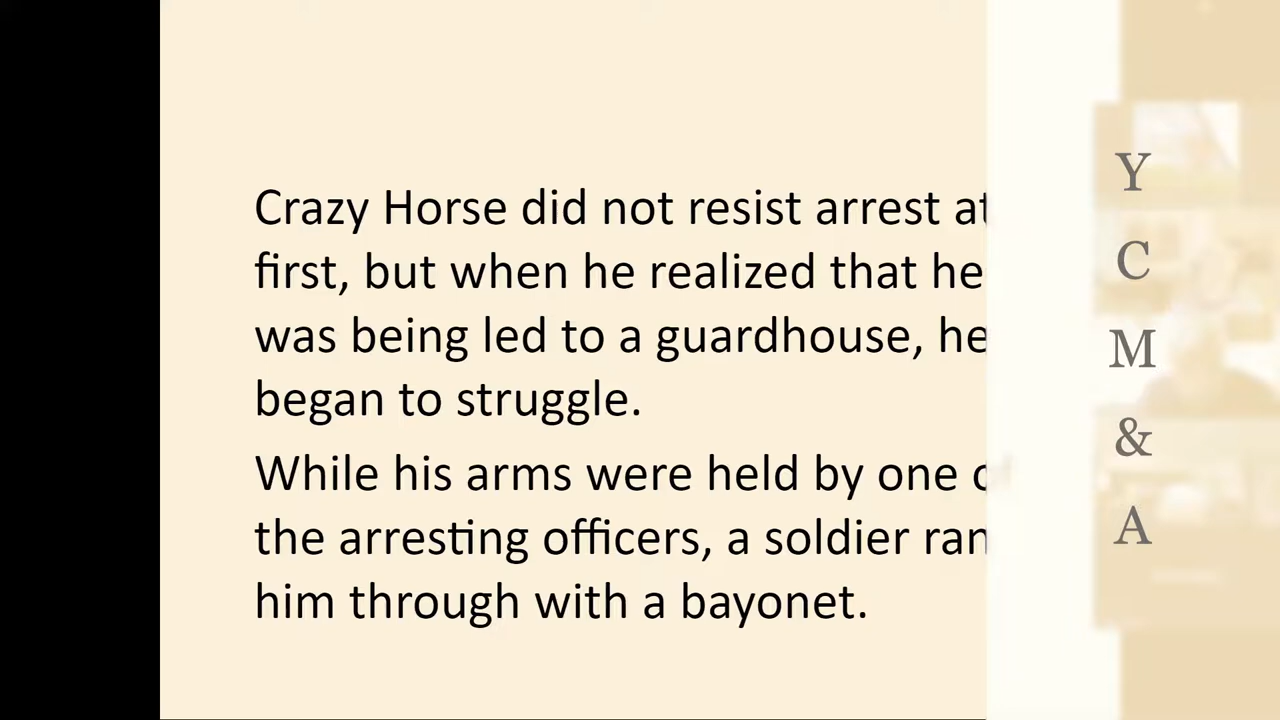 Crazy Horse did not resist arrest at
first, but when he realized that he
was being led to a guardhouse, he
began to struggle.
While his arms were held by one of
the arresting officers, a soldier ran
him through with a bayonet.
Y
C
M
&
A